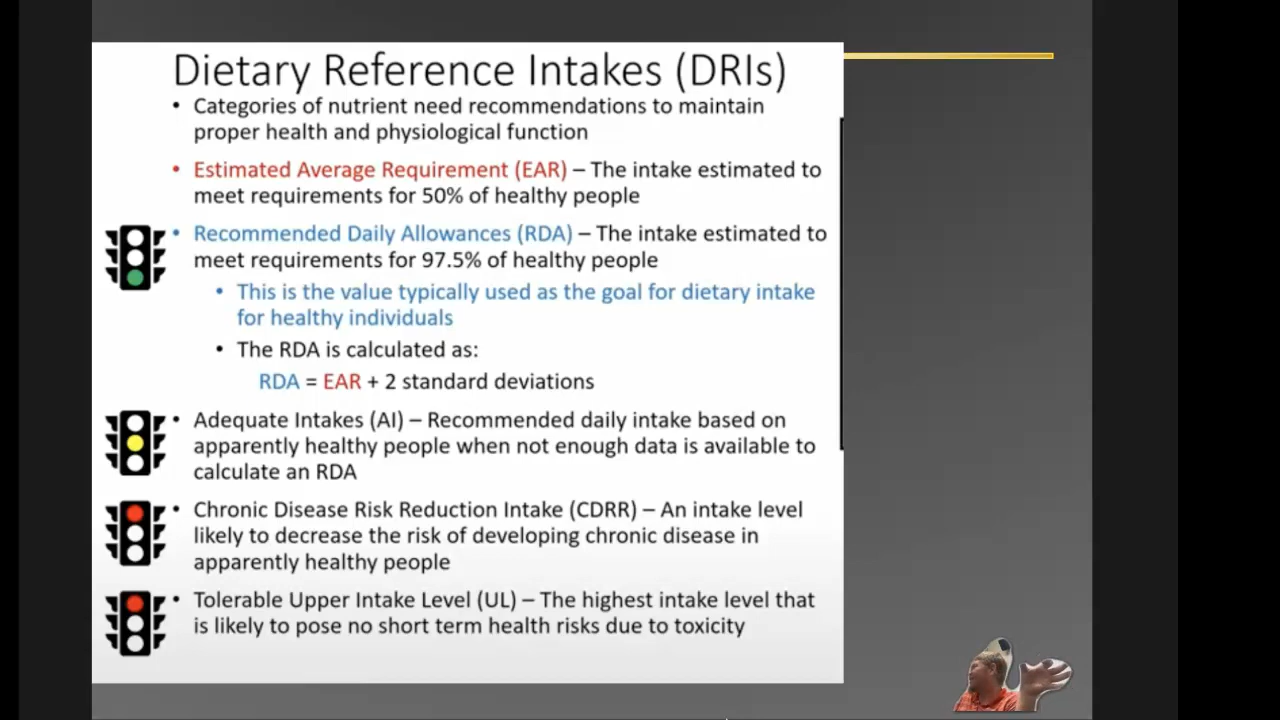 Dietary Reference Intakes (DRIs)
• Categories of nutrient need recommendations to maintain
proper health and physiological function
• Estimated Average Requirement (EAR) – The intake estimated to
meet requirements for 50% of healthy people
• Recommended Daily Allowances (RDA) – The intake estimated to
meet requirements for 97.5% of healthy people
• This is the value typically used as the goal for dietary intake
for healthy individuals
• The RDA is calculated as:
RDA = EAR + 2 standard deviations
• Adequate Intakes (AI) – Recommended daily intake based on
apparently healthy people when not enough data is available to
calculate an RDA
• Chronic Disease Risk Reduction Intake (CDRR) – An intake level
likely to decrease the risk of developing chronic disease in
apparently healthy people
• Tolerable Upper Intake Level (UL) – The highest intake level that
is likely to pose no short term health risks due to toxicity